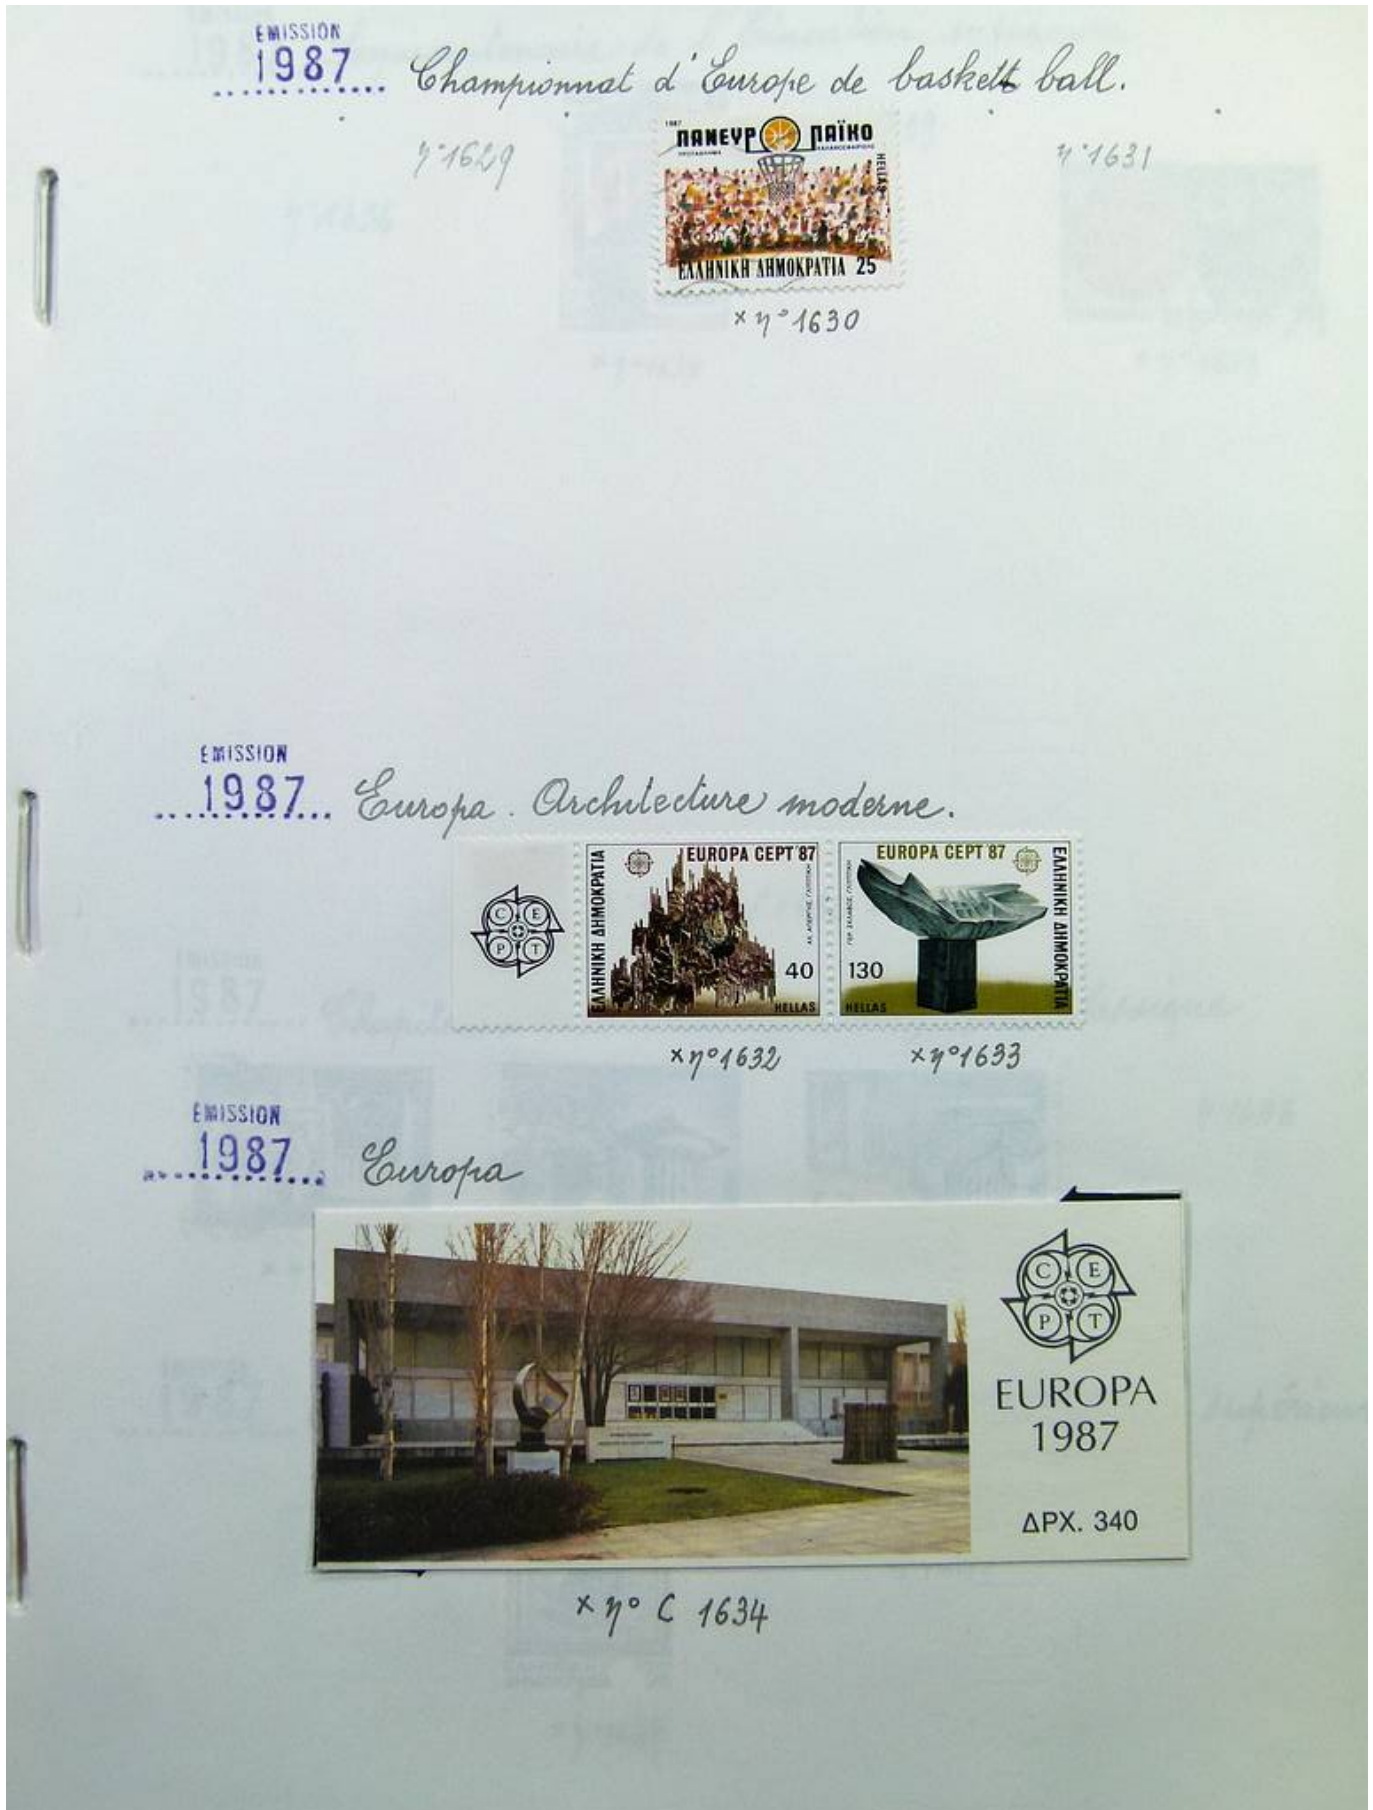 EMISSION
1987 Championnat d'Europe de baskett ball.
n°1629
n°1631
1987
ΠΑΝΕΥΡ ΠΑΪΚΟ
HELLAS
ΕΛΛΗΝΙΚΗ ΔΗΜΟΚΡΑΤΙΑ 25
x n°1630
EMISSION
1987 Europa. Architecture moderne.
C E P T
ΕΛΛΗΝΙΚΗ ΔΗΜΟΚΡΑΤΙΑ
EUROPA CEPT '87
40
HELLAS
EUROPA CEPT '87
ΕΛΛΗΝΙΚΗ ΔΗΜΟΚΡΑΤΙΑ
130
HELLAS
x n°1632
x n°1633
EMISSION
1987 Europa
C E
P T
EUROPA
1987
ΔΡΧ. 340
x n° C 1634